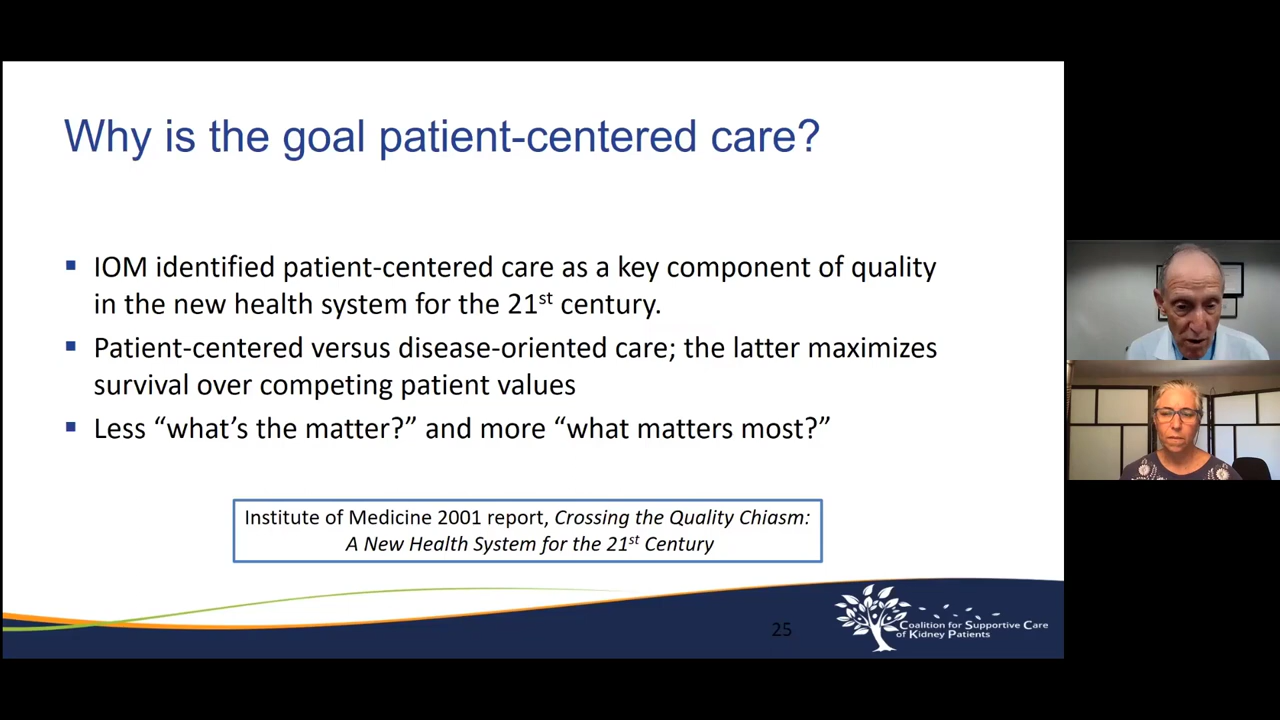 Why is the goal patient-centered care?
▪ IOM identified patient-centered care as a key component of quality
in the new health system for the 21st century.
▪ Patient-centered versus disease-oriented care; the latter maximizes
survival over competing patient values
▪ Less “what’s the matter?” and more “what matters most?”
Institute of Medicine 2001 report, Crossing the Quality Chiasm:
A New Health System for the 21st Century
25
Coalition for Supportive Care
of Kidney Patients